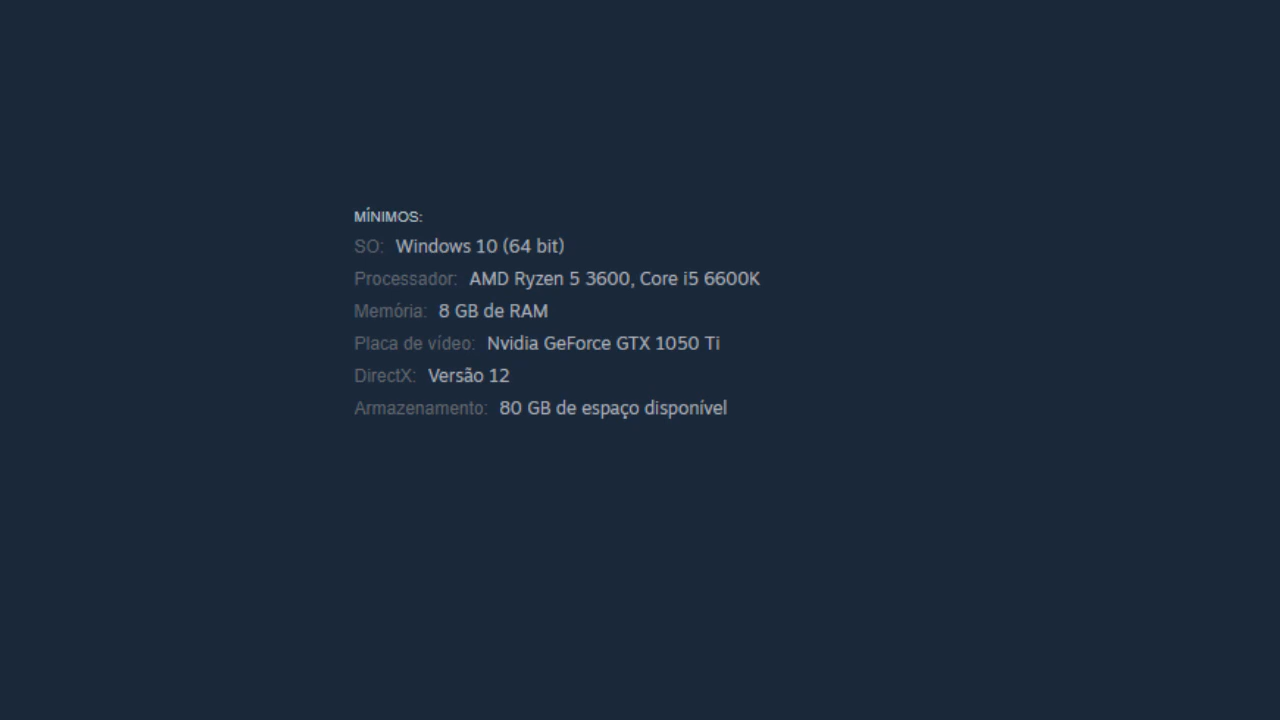 MÍNIMOS:
SO: Windows 10 (64 bit)
Processador: AMD Ryzen 5 3600, Core i5 6600K
Memória: 8 GB de RAM
Placa de vídeo: Nvidia GeForce GTX 1050 Ti
DirectX: Versão 12
Armazenamento: 80 GB de espaço disponível